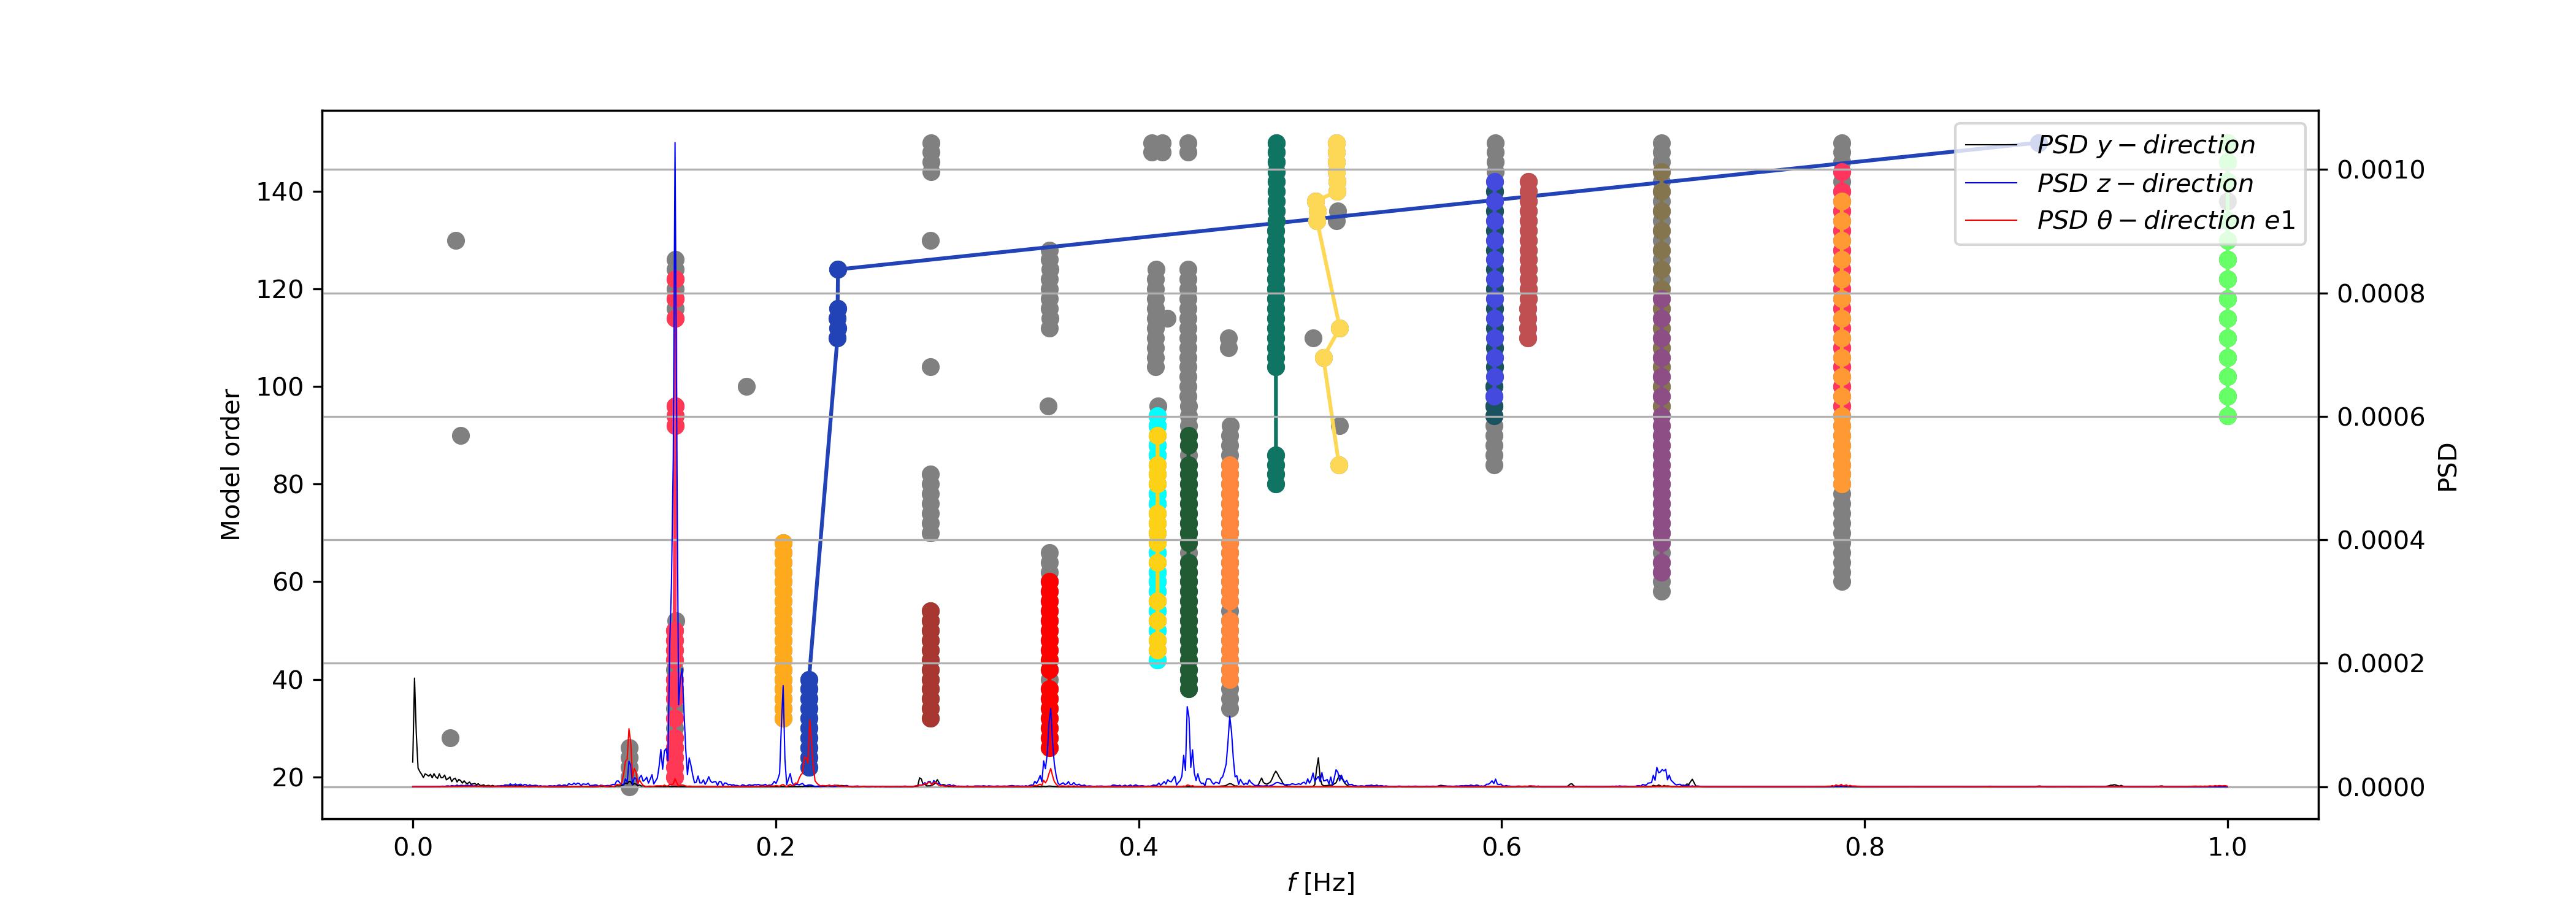 PSD y − direction
PSD z − direction
PSD θ − direction e1
Model order
140
120
100
80
60
40
20
0.0010
0.0008
0.0006
0.0004
0.0002
0.0000
PSD
0.0 0.2 0.4 0.6 0.8 1.0
f [Hz]